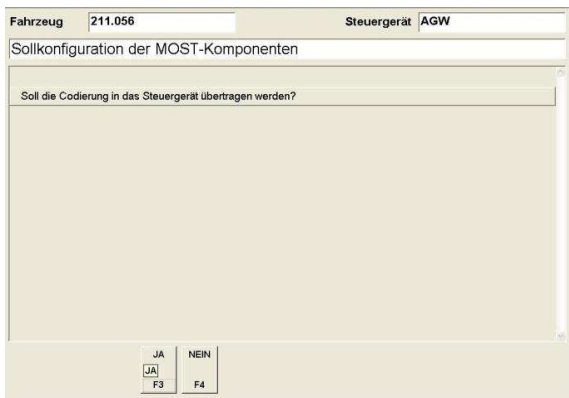 Fahrzeug 211.056 Steuergerät AGW
Sollkonfiguration der MOST-Komponenten
Soll die Codierung in das Steuergerät übertragen werden?
JA NEIN
JA
F3 F4